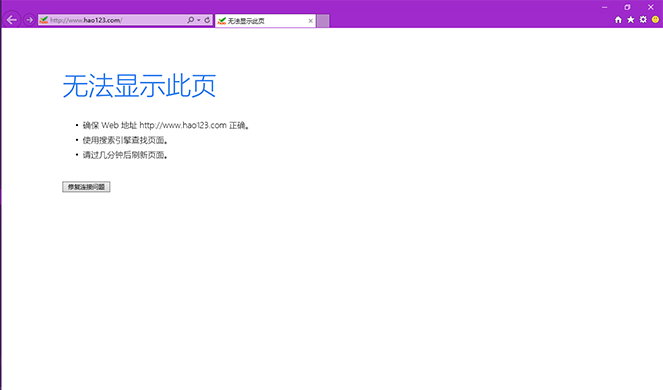 http://www.hao123.com/
无法显示此页
无法显示此页
确保 Web 地址 http://www.hao123.com 正确。
使用搜索引擎查找页面。
请过几分钟后刷新页面。
修复连接问题